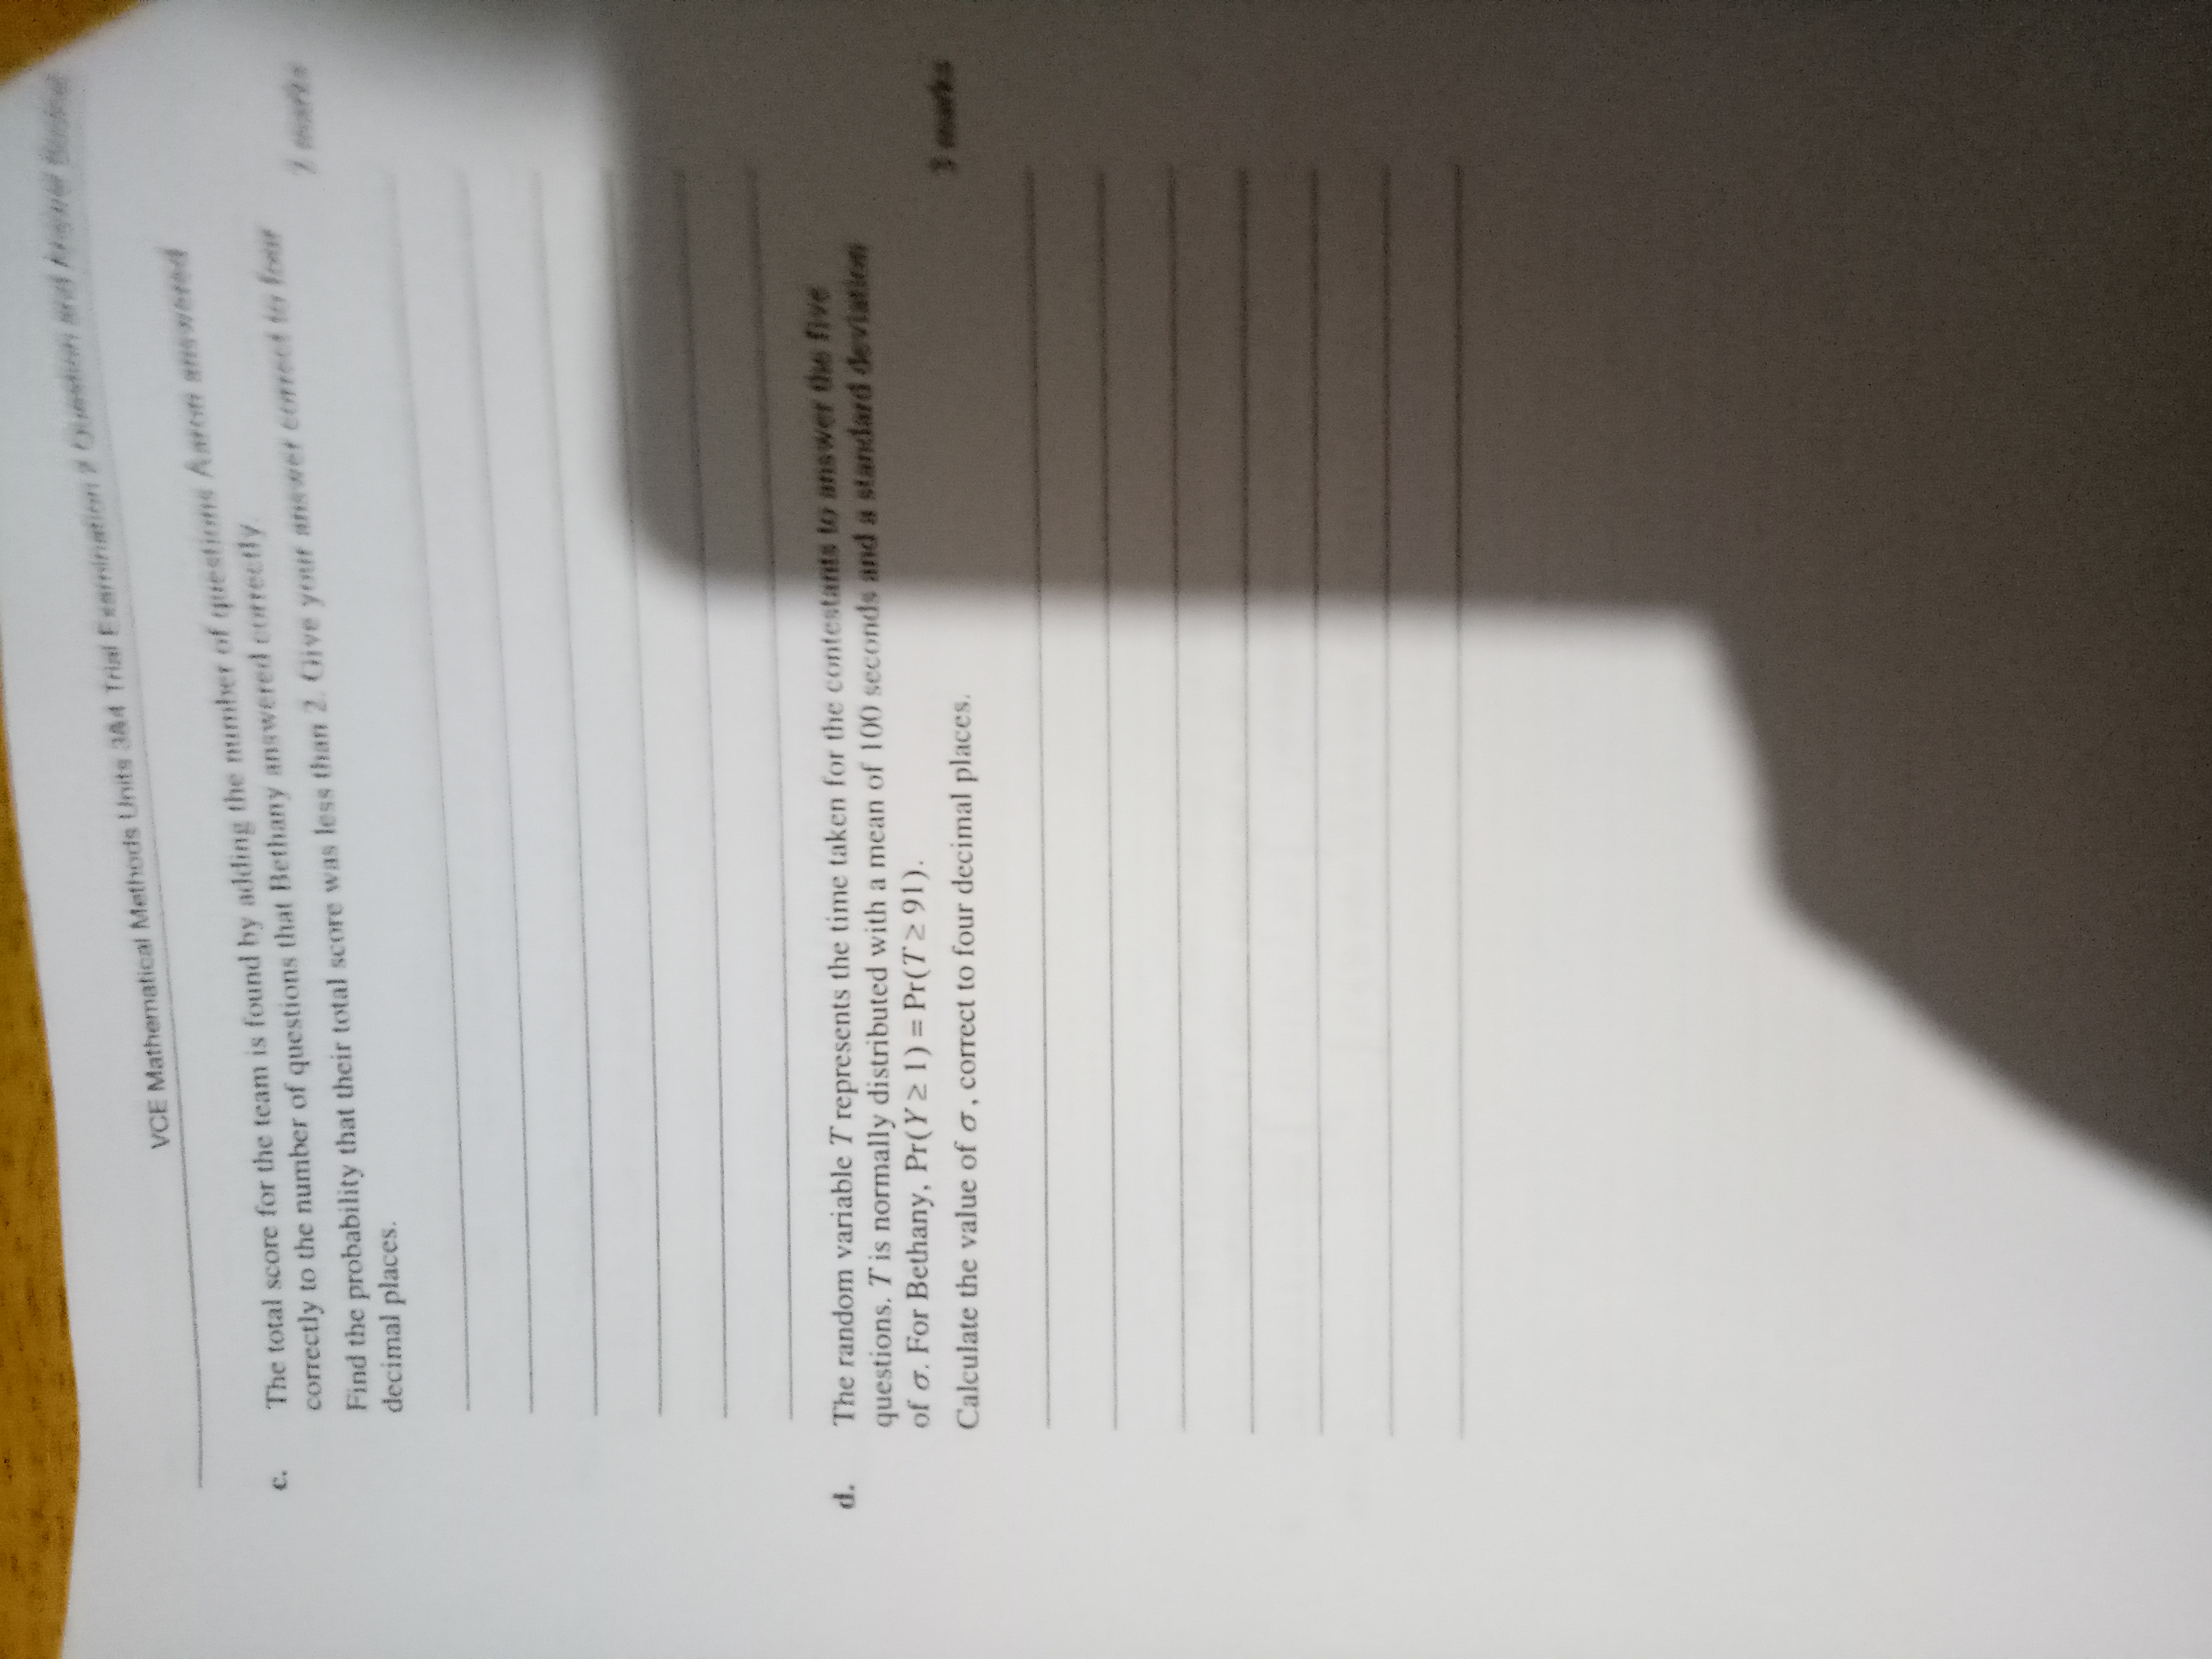 VCE Mathematical Methods Units 3&4 Trial Examination 2 Question and Answer Booklet
c. The total score for the team is found by adding the number of questions Aaron answered
correctly to the number of questions that Bethany answered correctly.
Find the probability that their total score was less than 2. Give your answer correct to four
decimal places.
2 marks
d. The random variable T represents the time taken for the contestants to answer the five
questions. T is normally distributed with a mean of 100 seconds and a standard deviation
of σ. For Bethany, Pr(Y ≥ 1) = Pr(T ≥ 91).
Calculate the value of σ, correct to four decimal places.
3 marks